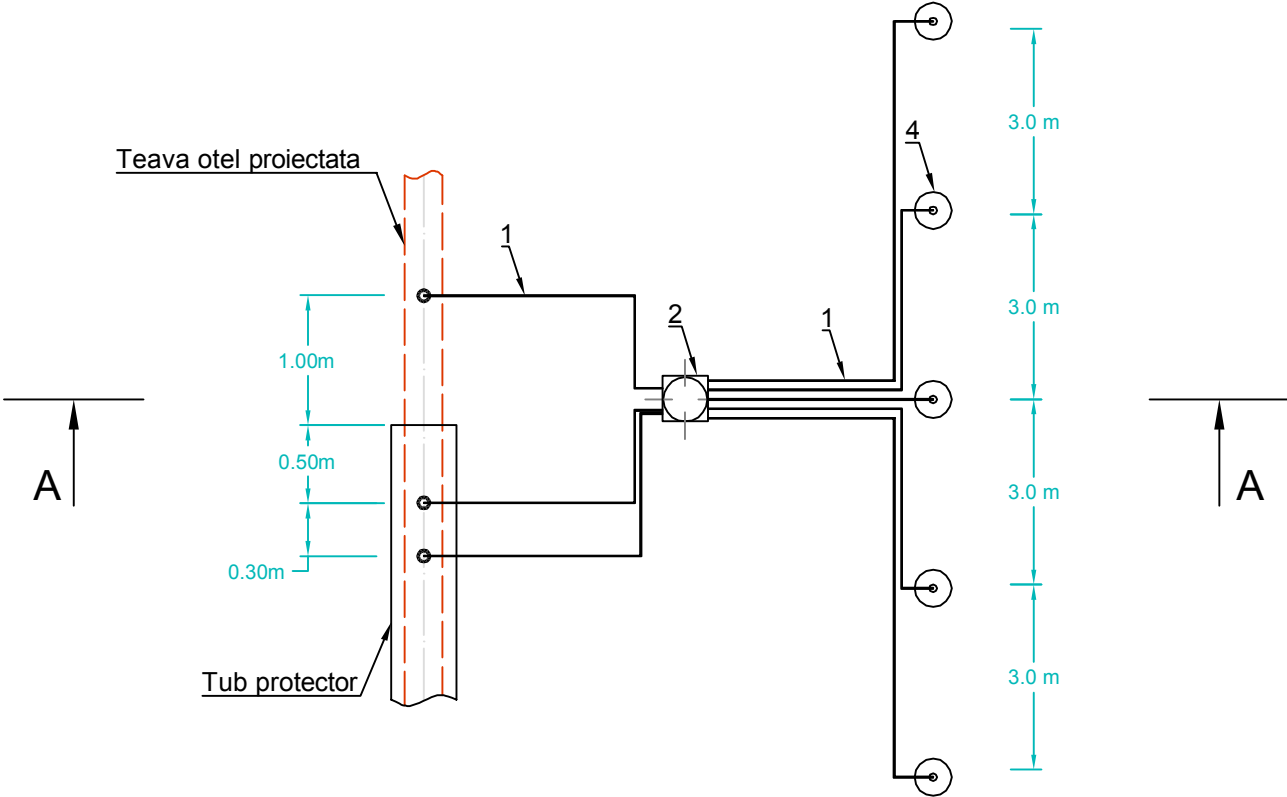 3.0 m
4
Teava otel proiectata
1
3.0 m
2
1
1.00m
0.50m
A
A
3.0 m
0.30m
Tub protector
3.0 m